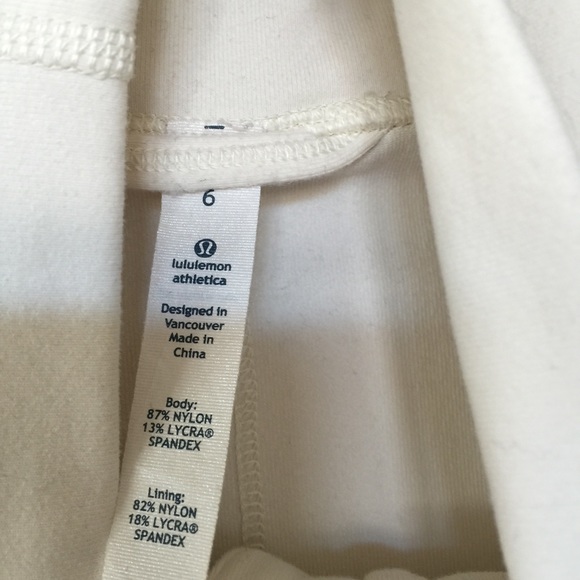 6
lululemon
athletica
Designed in
Vancouver
Made in
China
Body:
87% NYLON
13% LYCRA®
SPANDEX
Lining:
82% NYLON
18% LYCRA®
SPANDEX